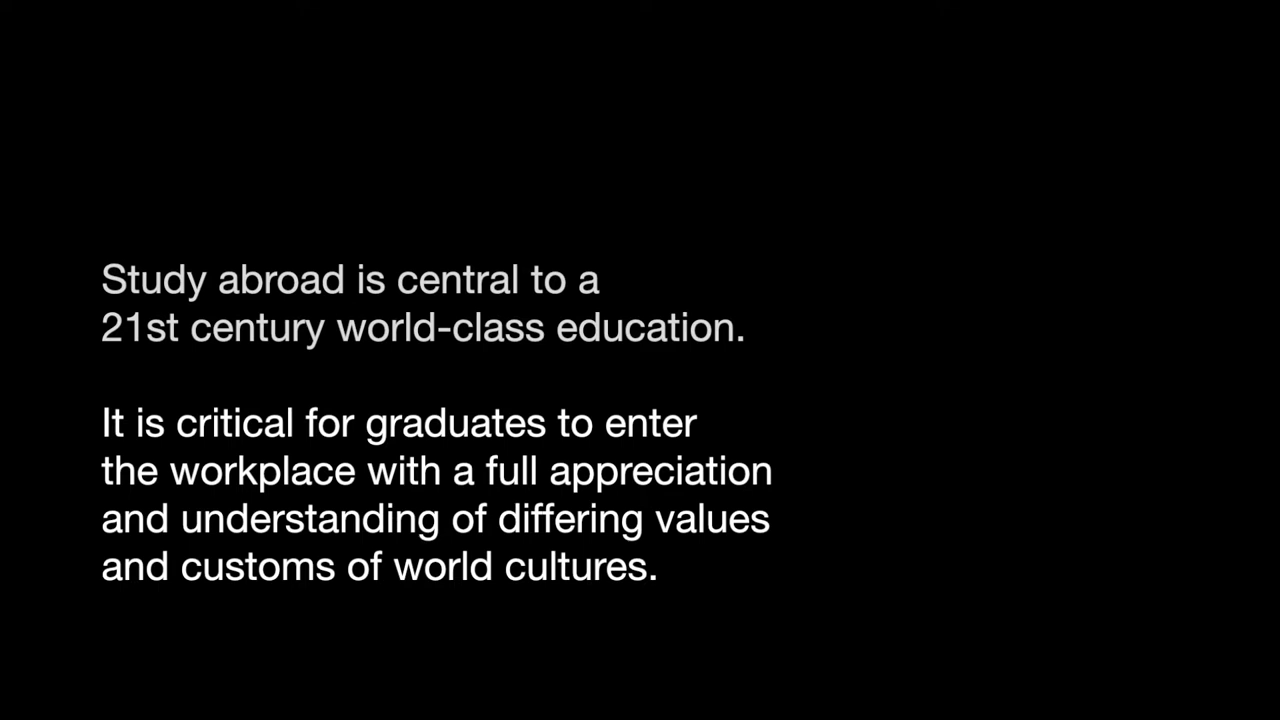 Study abroad is central to a
21st century world-class education.
It is critical for graduates to enter
the workplace with a full appreciation
and understanding of differing values
and customs of world cultures.